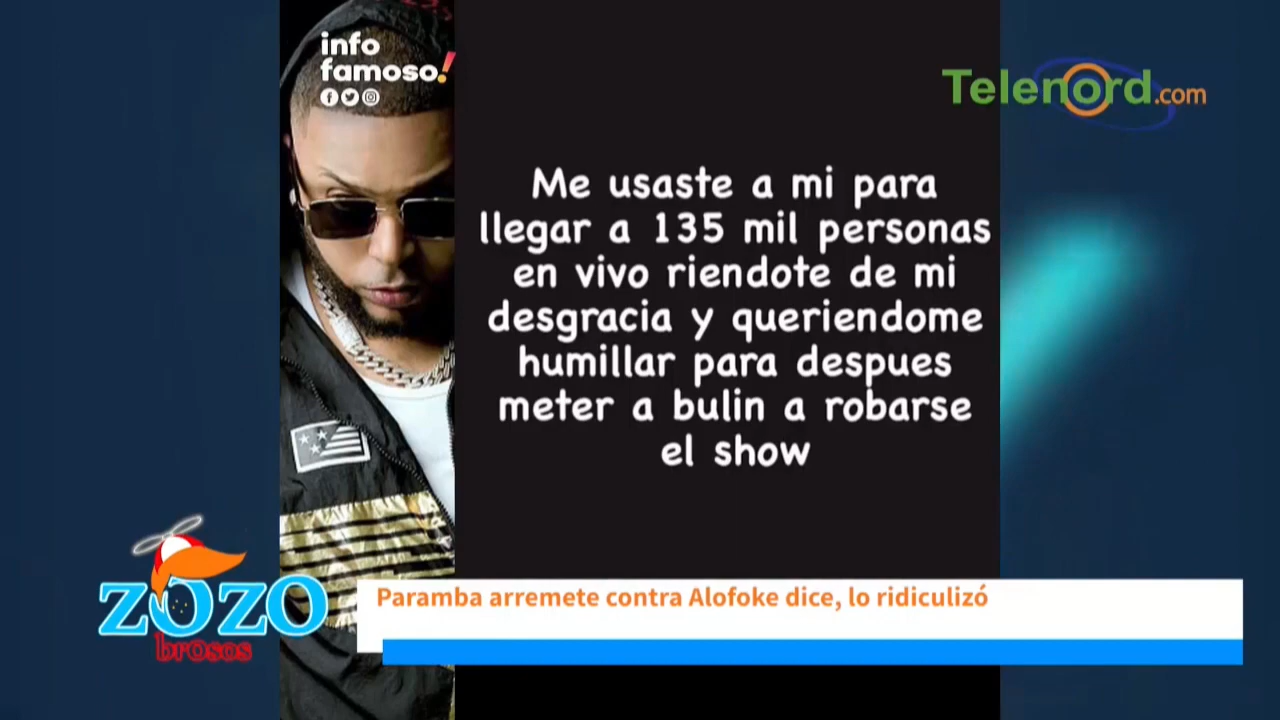 info
famoso!
Telenord.com
Me usaste a mi para
llegar a 135 mil personas
en vivo riendote de mi
desgracia y queriendome
humillar para despues
meter a bulin a robarse
el show
ZOZO
brosos
Paramba arremete contra Alofoke dice, lo ridiculizó